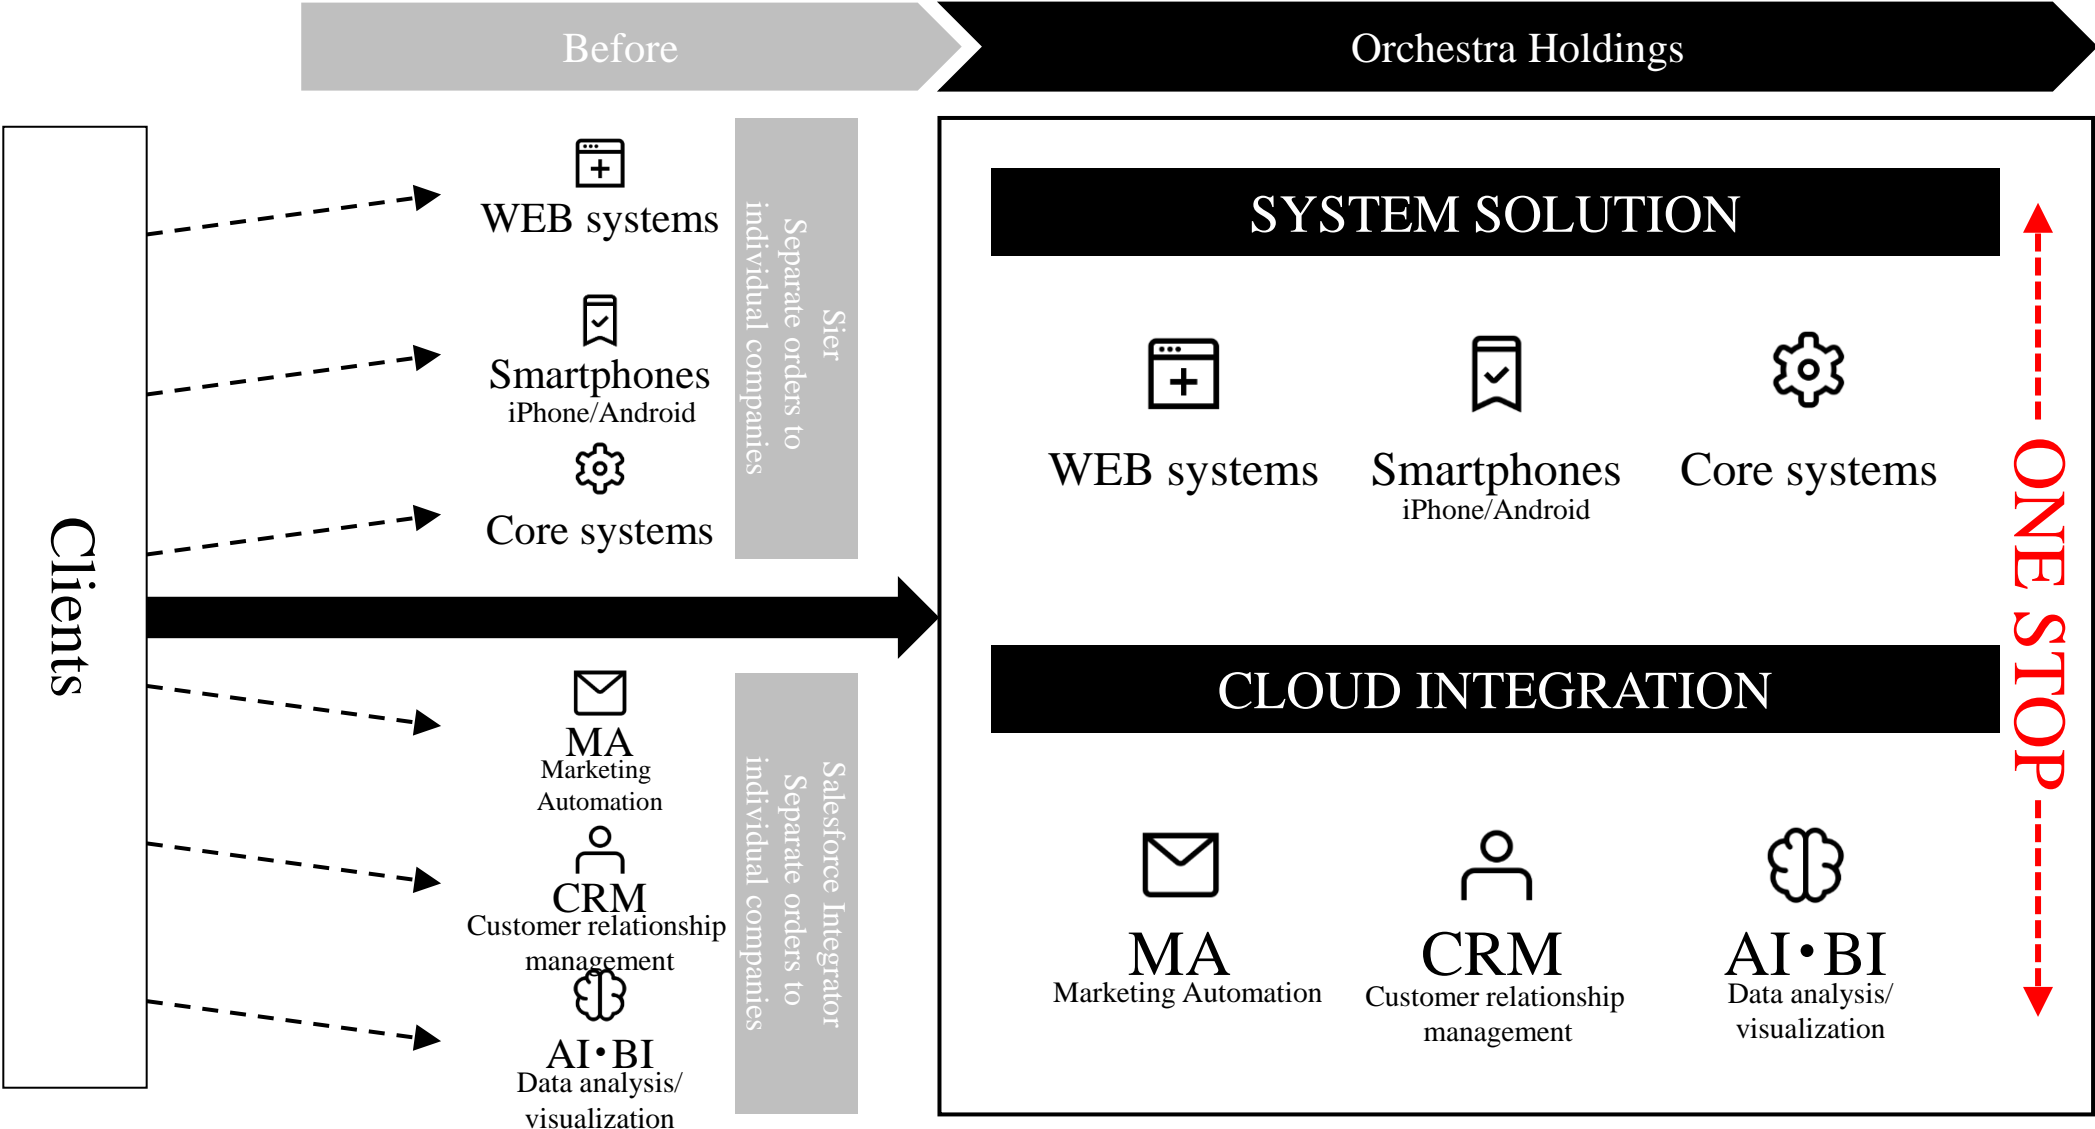 Before
Orchestra Holdings
Clients
WEB systems
Smartphones
iPhone/Android
Core systems
Sier
Separate orders to
individual companies
MA
Marketing
Automation
CRM
Customer relationship
management
AI・BI
Data analysis/
visualization
Salesforce Integrator
Separate orders to
individual companies
SYSTEM SOLUTION
WEB systems
Smartphones
iPhone/Android
Core systems
CLOUD INTEGRATION
MA
Marketing Automation
CRM
Customer relationship
management
AI・BI
Data analysis/
visualization
ONE STOP